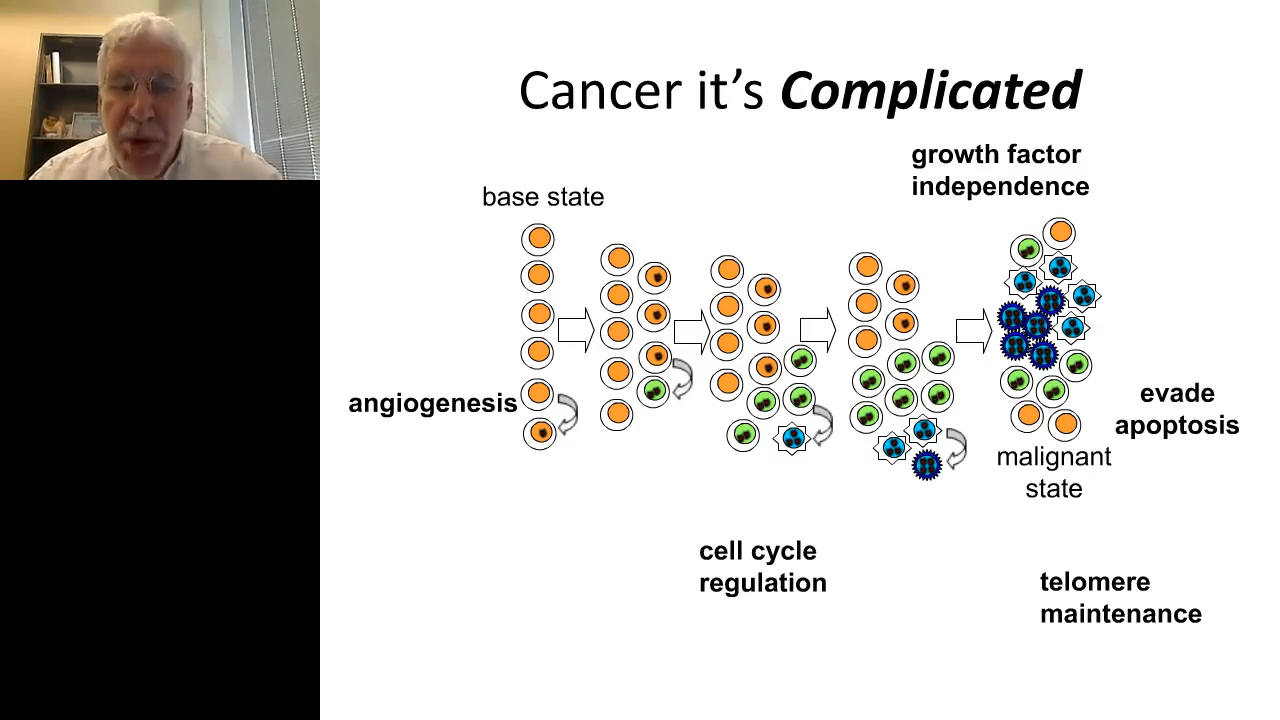 Cancer it's Complicated
growth factor
independence
base state
angiogenesis
evade
apoptosis
malignant
state
cell cycle
regulation
telomere
maintenance